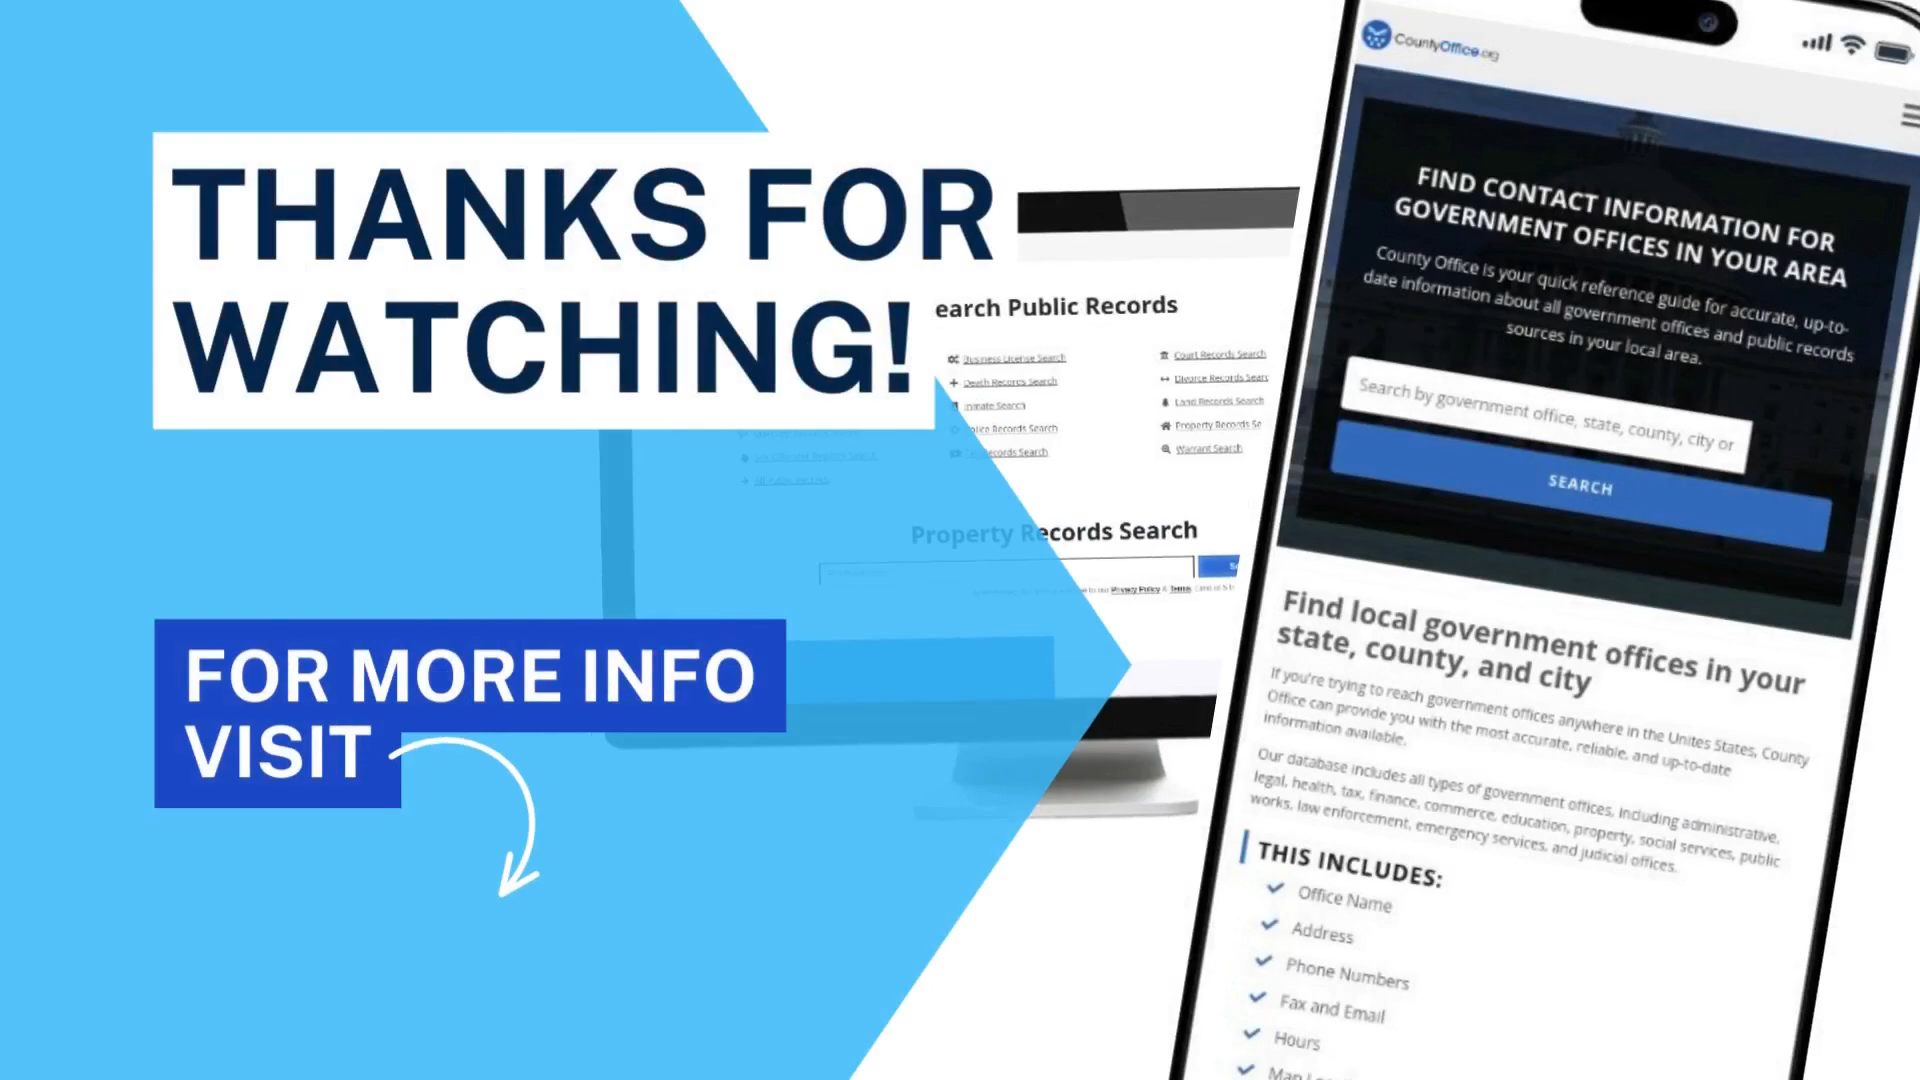 THANKS FOR
WATCHING!
FOR MORE INFO
VISIT
earch Public Records
Business License Search
Death Records Search
Inmate Search
olice Records Search
Records Search
Court Records Search
Divorce Records Searc
Land Records Search
Property Records Se
Warrant Search
Property Records Search
Privacy Policy & Terms
CountyOffice.org
FIND CONTACT INFORMATION FOR
GOVERNMENT OFFICES IN YOUR AREA
County Office is your quick reference guide for accurate, up-to-
date information about all government offices and public records
sources in your local area.
Search by government office, state, county, city or
SEARCH
Find local government offices in your
state, county, and city
If you're trying to reach government offices anywhere in the Unites States, County
Office can provide you with the most accurate, reliable, and up-to-date
information available.
Our database includes all types of government offices, including administrative,
legal, health, tax, finance, commerce, education, property, social services, public
works, law enforcement, emergency services, and judicial offices.
THIS INCLUDES:
Office Name
Address
Phone Numbers
Fax and Email
Hours